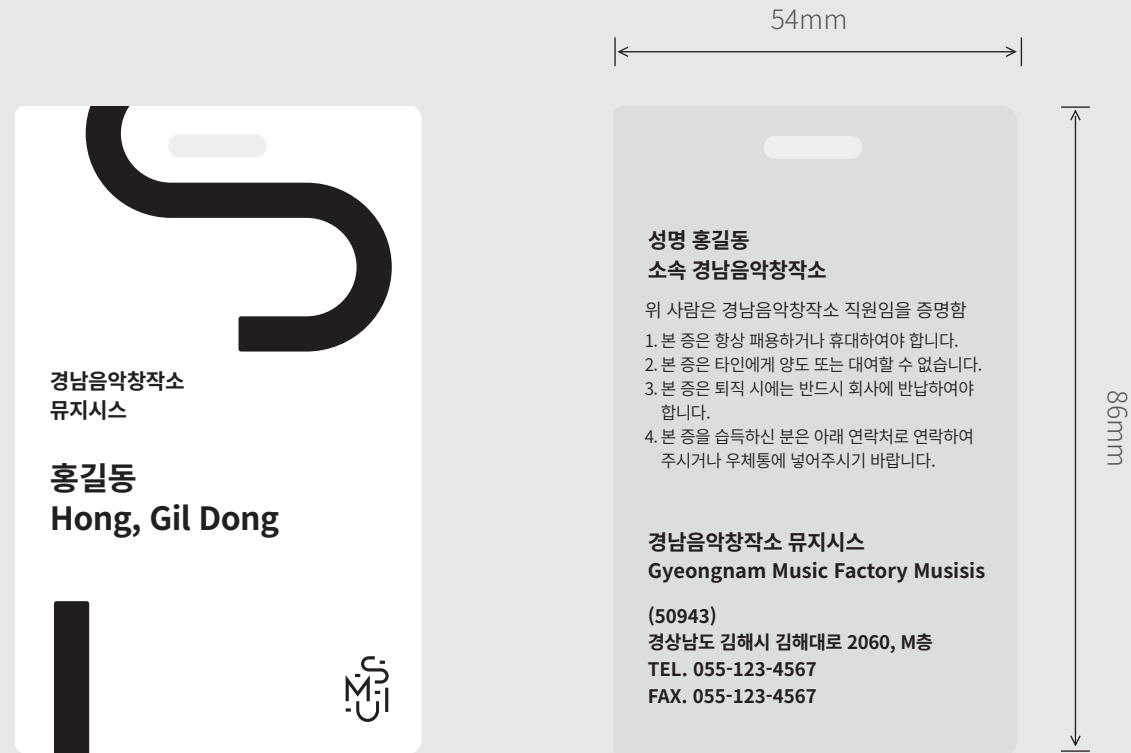 54mm
경남음악창작소
뮤지시스
홍길동
Hong, Gil Dong
성명 홍길동
소속 경남음악창작소
위 사람은 경남음악창작소 직원임을 증명함
1. 본 증은 항상 패용하거나 휴대하여야 합니다.
2. 본 증은 타인에게 양도 또는 대여할 수 없습니다.
3. 본 증은 퇴직 시에는 반드시 회사에 반납하여야
합니다.
4. 본 증을 습득하신 분은 아래 연락처로 연락하여
주시거나 우체통에 넣어주시기 바랍니다.
경남음악창작소 뮤지시스
Gyeongnam Music Factory Musisis
(50943)
경상남도 김해시 김해대로 2060, M층
TEL. 055-123-4567
FAX. 055-123-4567
86mm